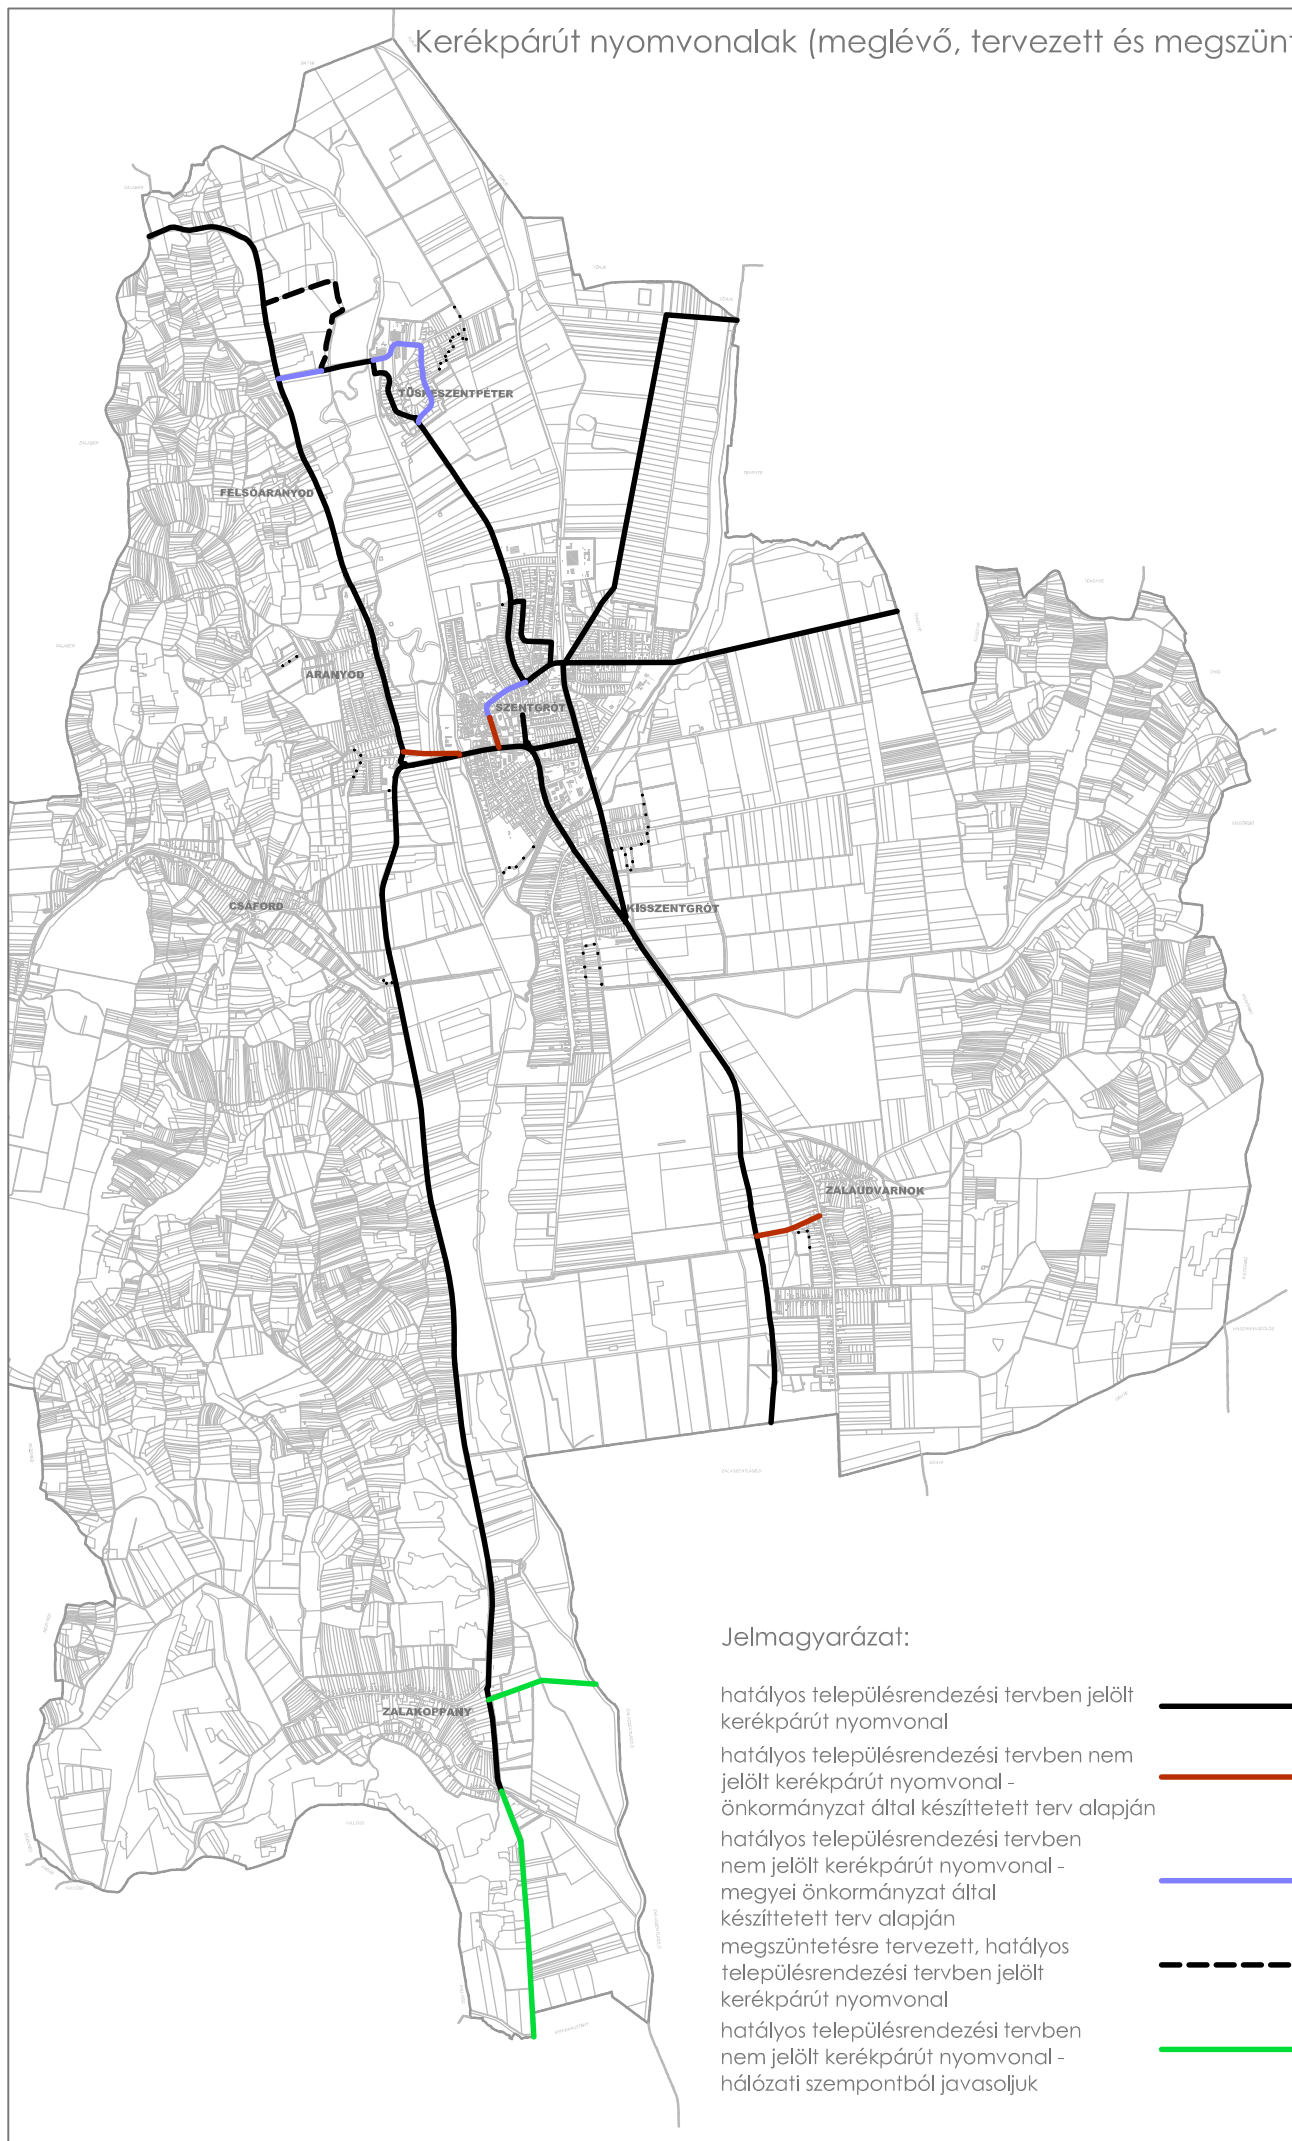 Kerékpárút nyomvonalak (meglévő, tervezett és megszünt
TÜSKESZENTPÉTER
FELSŐARANYOD
ARANYOD
SZENTGRÓT
CSÁFORD
KISSZENTGRÓT
ZALAUDVARNOK
ZALAKOPPÁNY
Jelmagyarázat:
hatályos településrendezési tervben jelölt
kerékpárút nyomvonal
hatályos településrendezési tervben nem
jelölt kerékpárút nyomvonal -
önkormányzat által készíttetett terv alapján
hatályos településrendezési tervben
nem jelölt kerékpárút nyomvonal -
megyei önkormányzat által
készíttetett terv alapján
megszüntetésre tervezett, hatályos
településrendezési tervben jelölt
kerékpárút nyomvonal
hatályos településrendezési tervben
nem jelölt kerékpárút nyomvonal -
hálózati szempontból javasoljuk